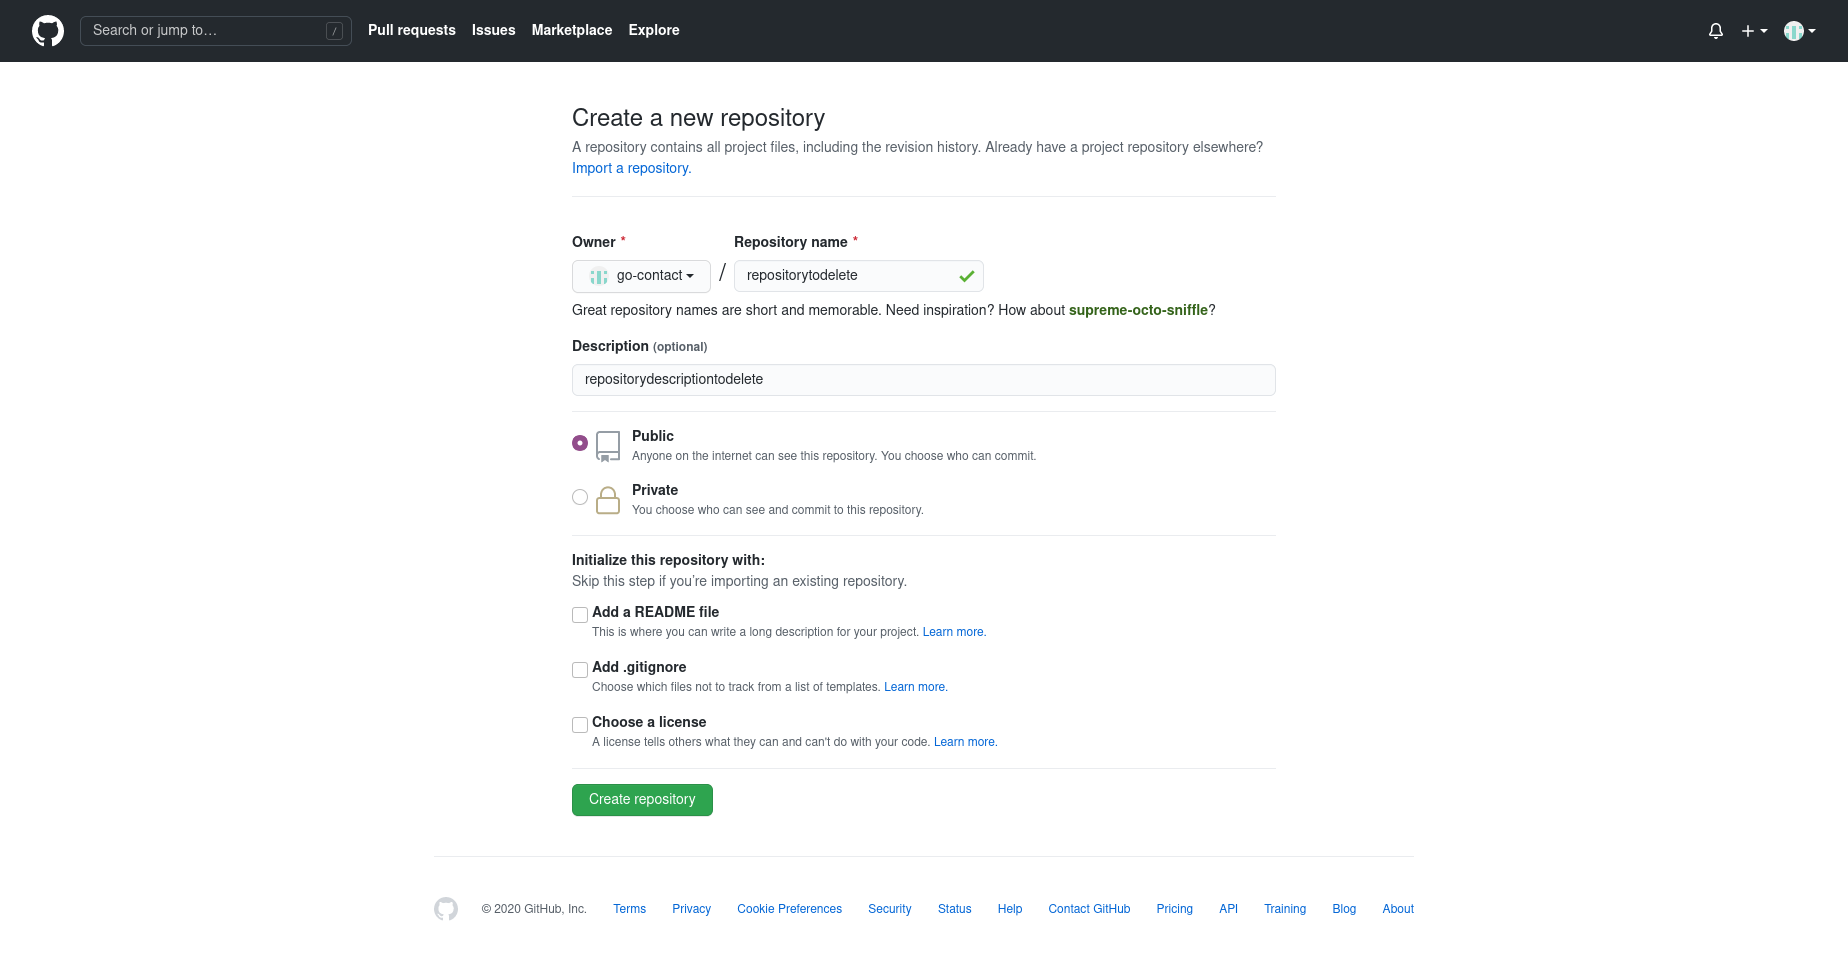 Search or jump to… /
Pull requests Issues Marketplace Explore
Create a new repository
A repository contains all project files, including the revision history. Already have a project repository elsewhere?
Import a repository.
Owner * Repository name *
go-contact / repositorytodelete
Great repository names are short and memorable. Need inspiration? How about supreme-octo-sniffle?
Description (optional)
repositorydescriptiontodelete
Public
Anyone on the internet can see this repository. You choose who can commit.
Private
You choose who can see and commit to this repository.
Initialize this repository with:
Skip this step if you’re importing an existing repository.
Add a README file
This is where you can write a long description for your project. Learn more.
Add .gitignore
Choose which files not to track from a list of templates. Learn more.
Choose a license
A license tells others what they can and can't do with your code. Learn more.
Create repository
© 2020 GitHub, Inc. Terms Privacy Cookie Preferences Security Status Help Contact GitHub Pricing API Training Blog About